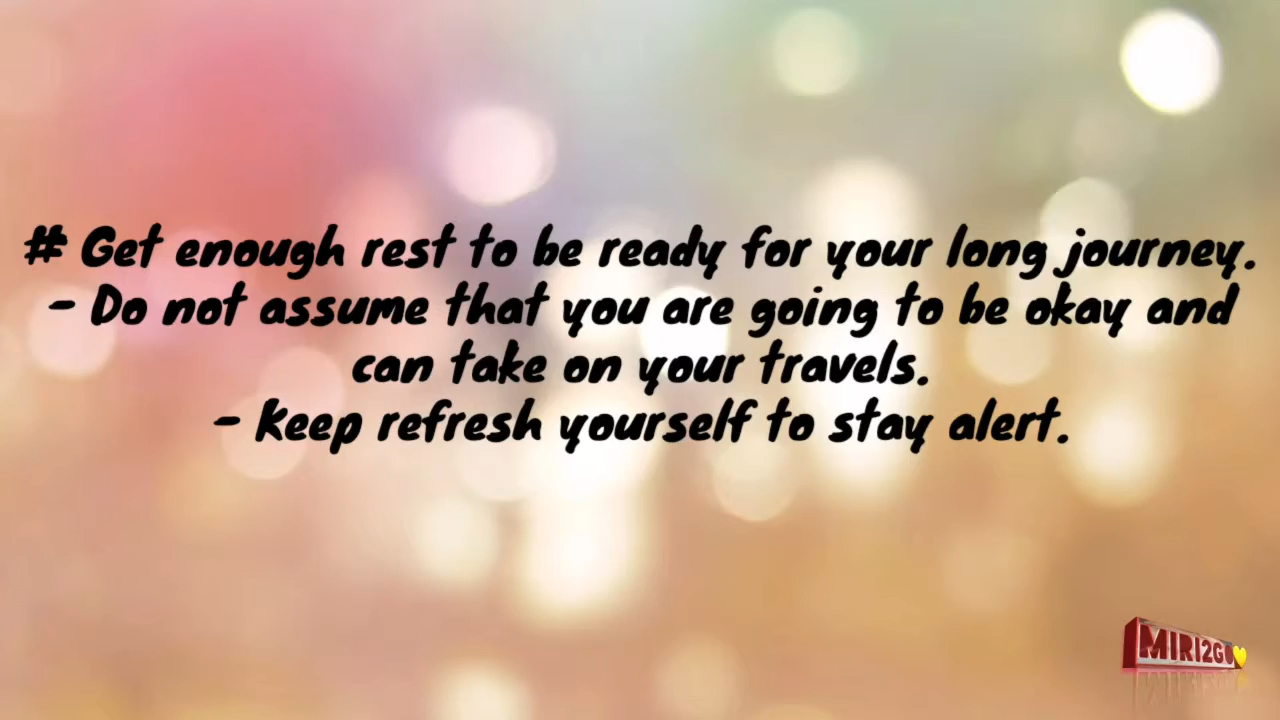 # Get enough rest to be ready for your long journey.
- Do not assume that you are going to be okay and
can take on your travels.
- Keep refresh yourself to stay alert.
MIRI2GO